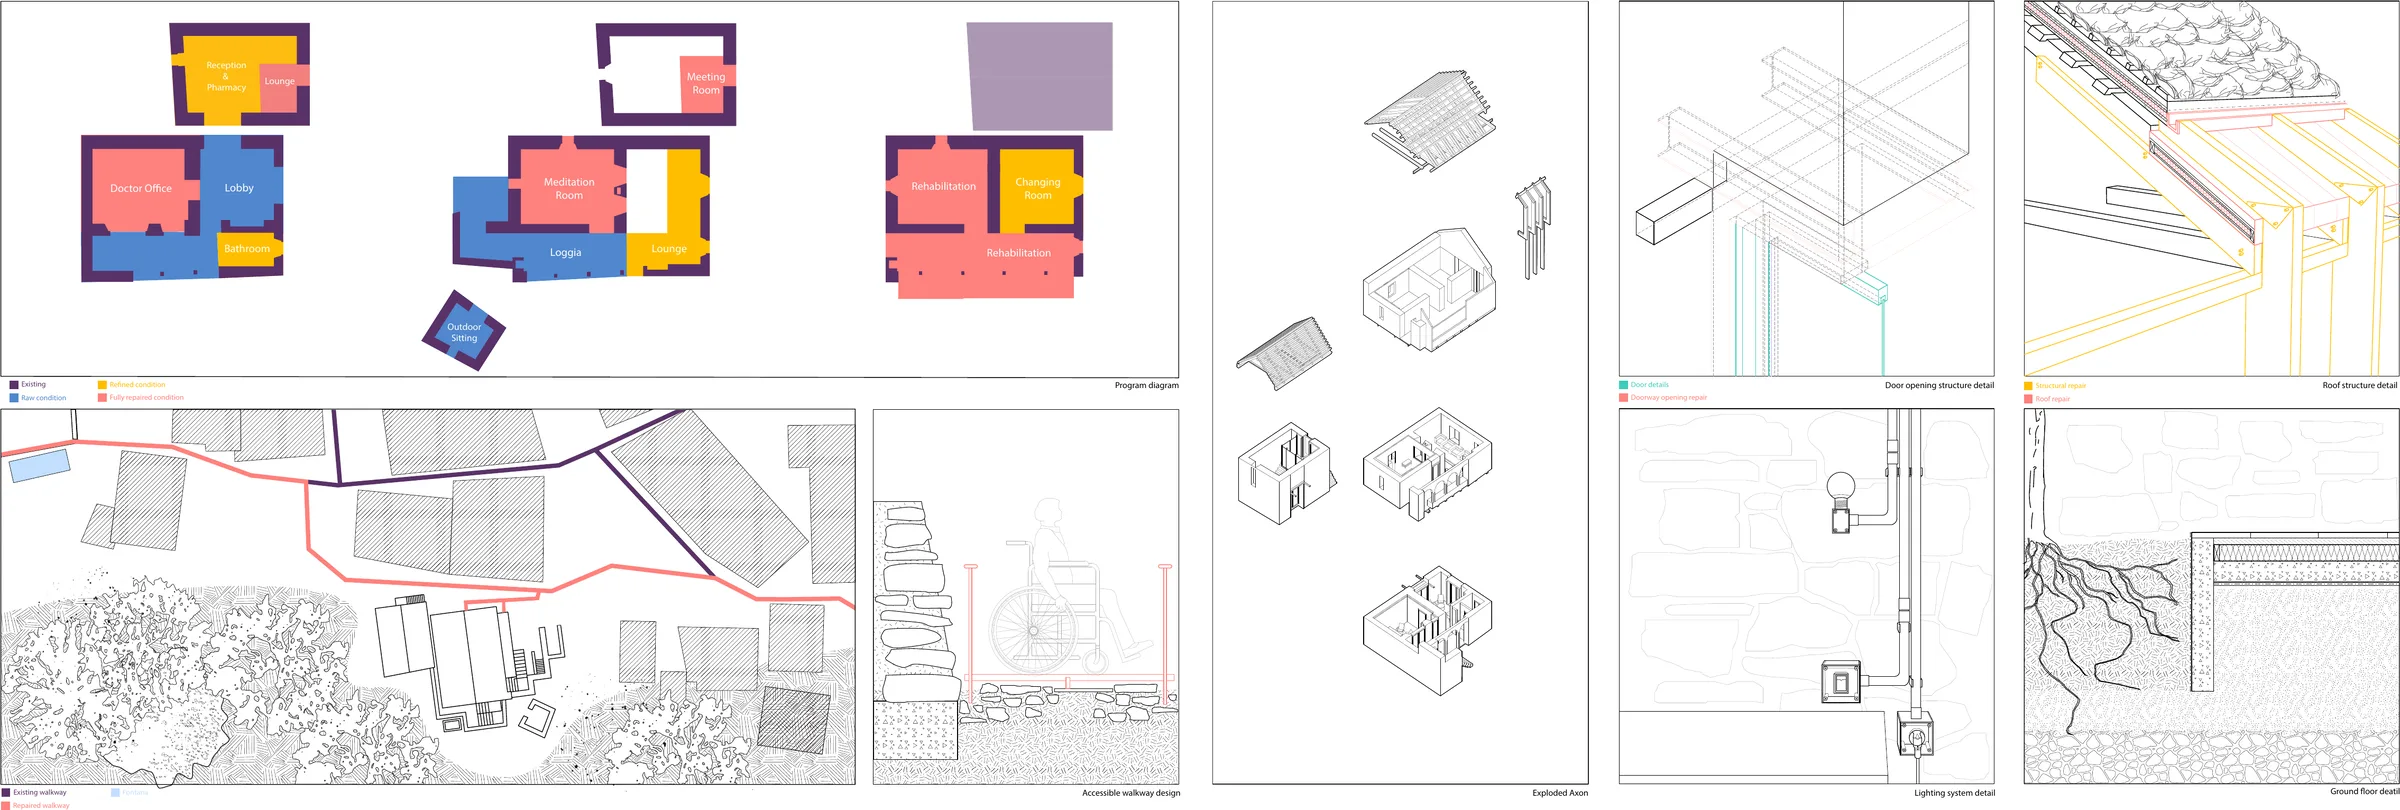 Reception
&
Pharmacy
Lounge
Meeting
Room
Doctor Office
Lobby
Bathroom
Meditation
Room
Loggia
Lounge
Outdoor
Sitting
Rehabilitation
Changing
Room
Rehabilitation
Program diagram
Existing
Refined condition
Raw condition
Fully repaired condition
Existing walkway
Fontana
Repaired walkway
Accessible walkway design
Exploded Axon
Door details
Doorway opening repair
Door opening structure detail
Structural repair
Roof repair
Roof structure detail
Lighting system detail
Ground floor deatil